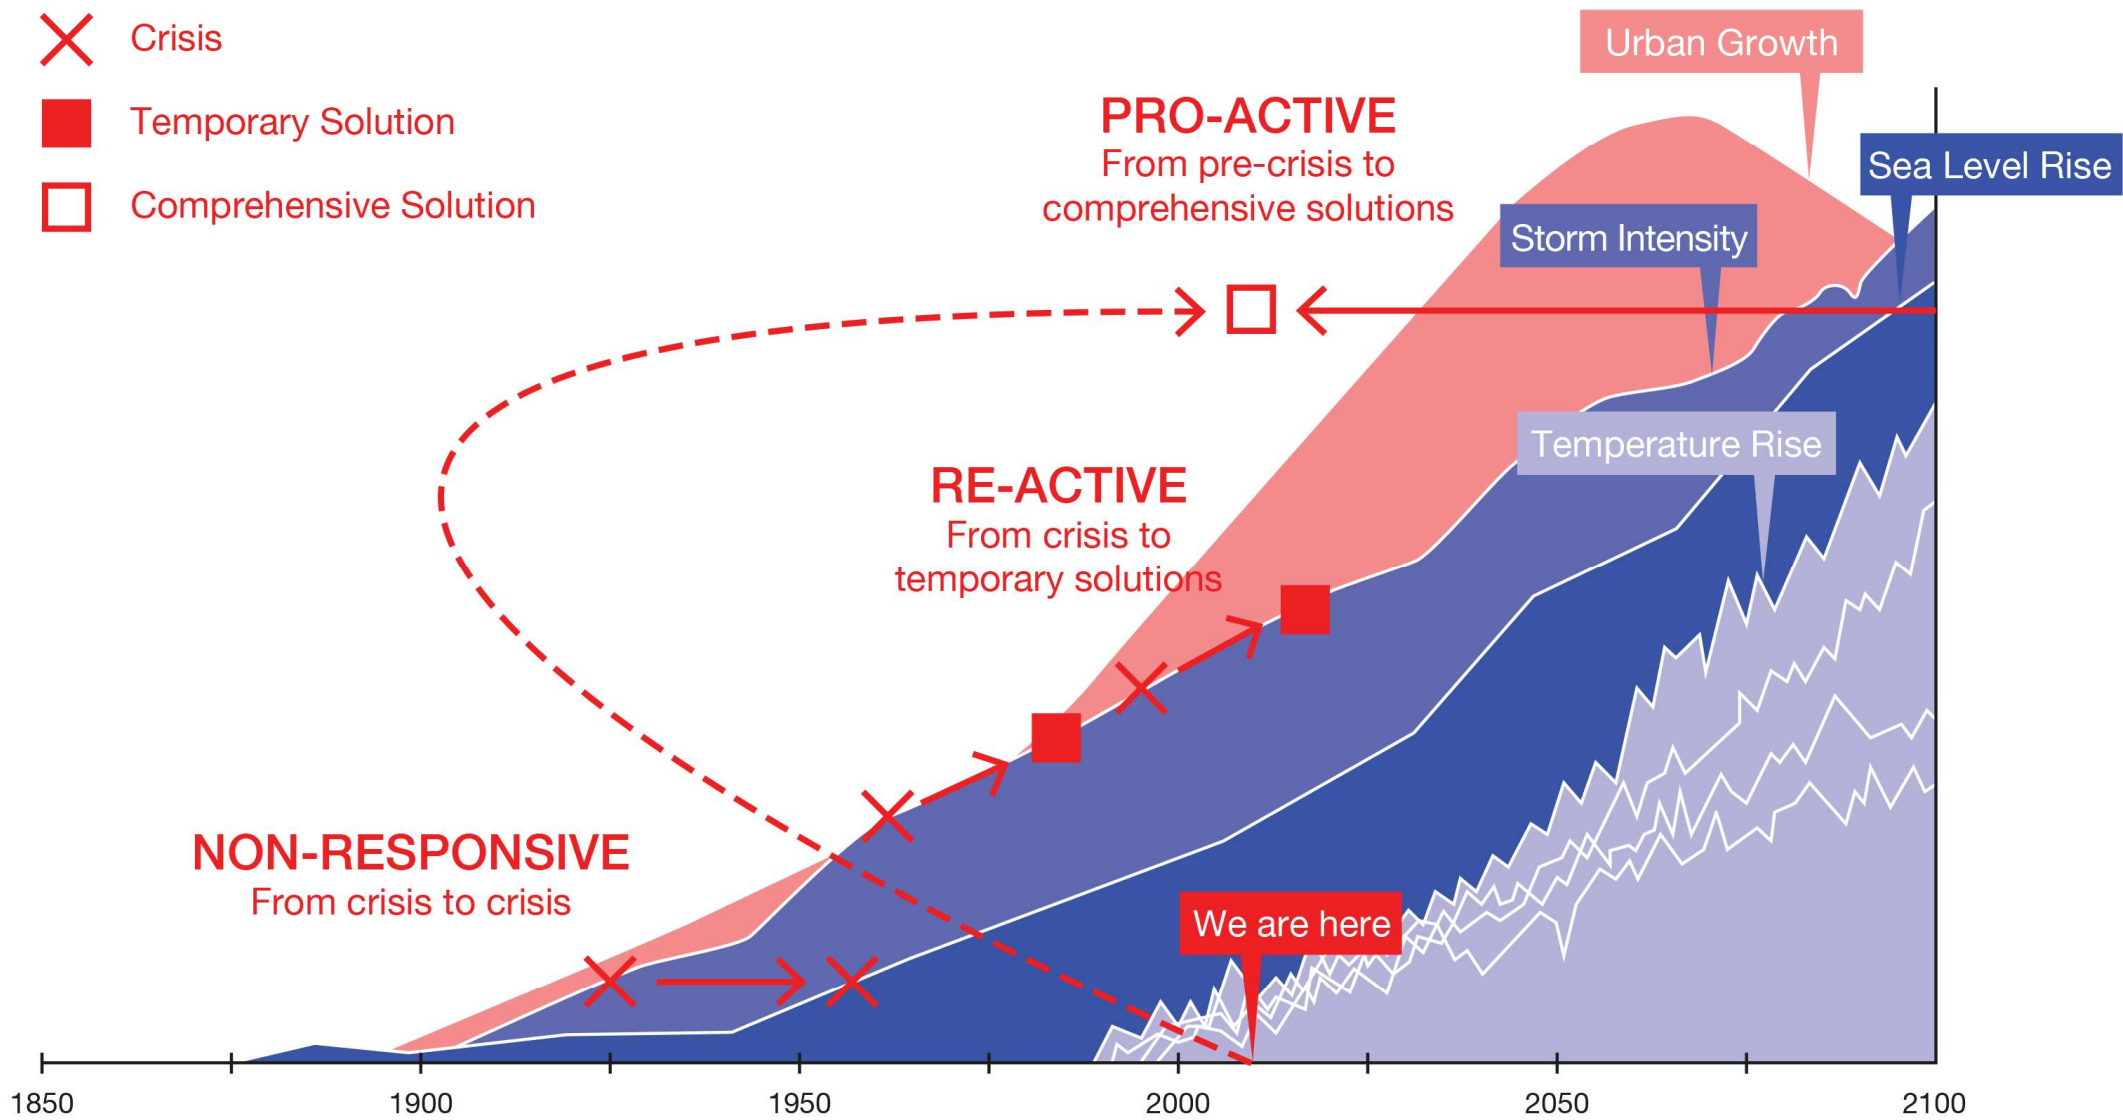 Crisis
Temporary Solution
Comprehensive Solution
Urban Growth
PRO-ACTIVE
From pre-crisis to
comprehensive solutions
Sea Level Rise
Storm Intensity
Temperature Rise
RE-ACTIVE
From crisis to
temporary solutions
NON-RESPONSIVE
From crisis to crisis
We are here
1850
1900
1950
2000
2050
2100